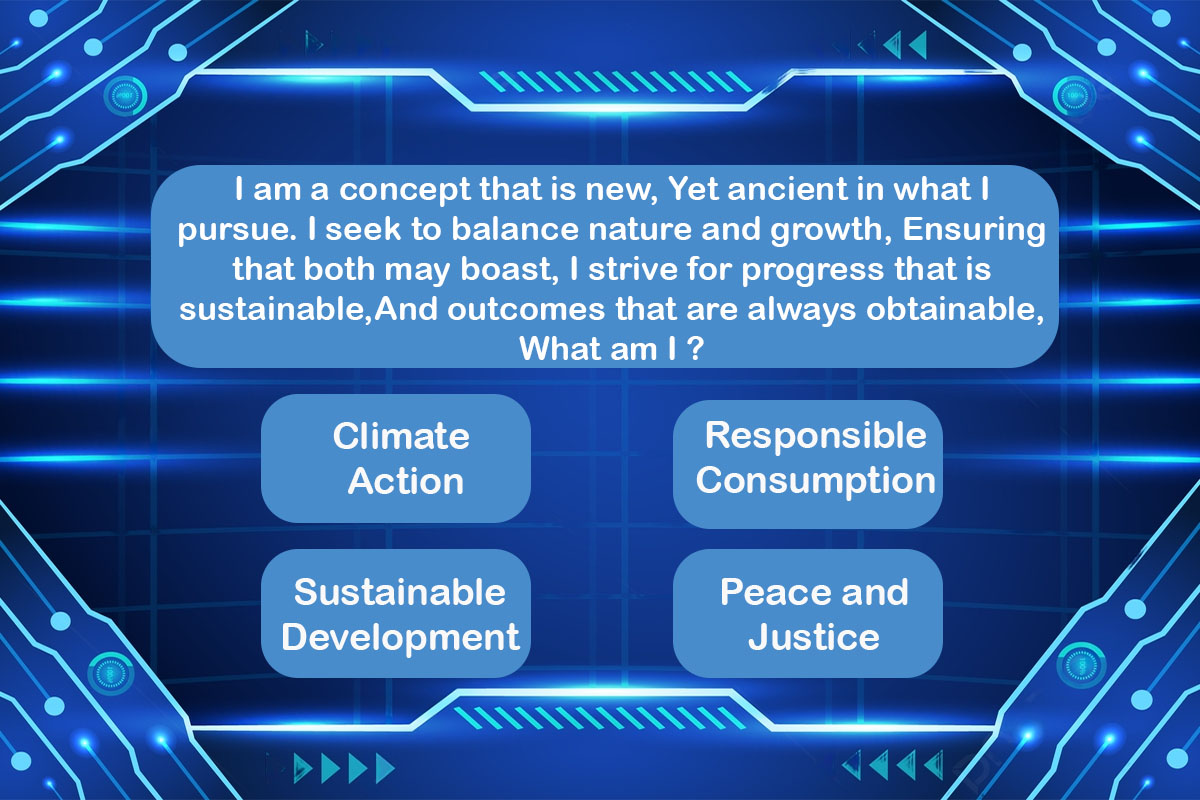 I am a concept that is new, Yet ancient in what I
pursue. I seek to balance nature and growth, Ensuring
that both may boast, I strive for progress that is
sustainable,And outcomes that are always obtainable,
What am I ?
Climate
Action
Responsible
Consumption
Sustainable
Development
Peace and
Justice